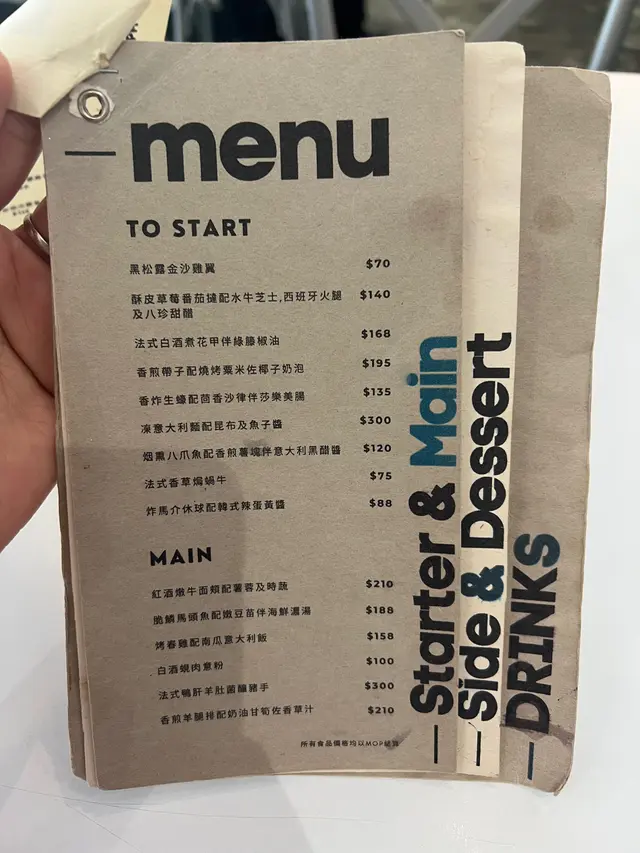 menu
TO START
黑松露金沙雞翼 $70
酥皮草莓番茄撻配水牛芝士,西班牙火腿 $140
及八珍甜醋
法式白酒煮花甲伴綠籐椒油 $168
香煎帶子配燒烤粟米佐椰子奶泡 $195
香炸生蠔配茴香沙律伴莎樂美腸 $135
凍意大利麵配昆布及魚子醬 $300
烟熏八爪魚配香煎薯塊伴意大利黑醋醬 $120
法式香草焗蝸牛 $75
炸馬介休球配韓式辣蛋黃醬 $88
MAIN
紅酒燉牛面頰配薯蓉及時蔬 $210
脆鱗馬頭魚配嫩豆苗伴海鮮濃湯 $188
烤春雞配南瓜意大利飯 $158
白酒蜆肉意粉 $100
法式鴨肝羊肚菌釀豬手 $300
香煎羊腿排配奶油甘筍佐香草汁 $210
所有食品價格均以MOP結算
Starter & Main
Side & Dessert
DRINKS